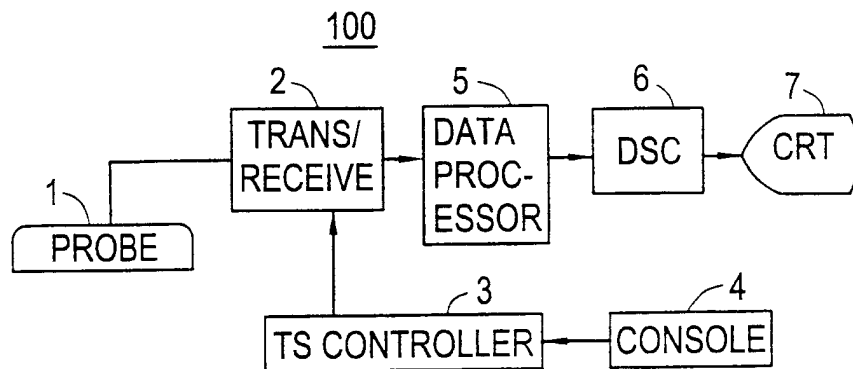 100
2
TRANS/
RECEIVE
5
DATA
PROC-
ESSOR
6
DSC
7
CRT
1
PROBE
3
TS CONTROLLER
4
CONSOLE